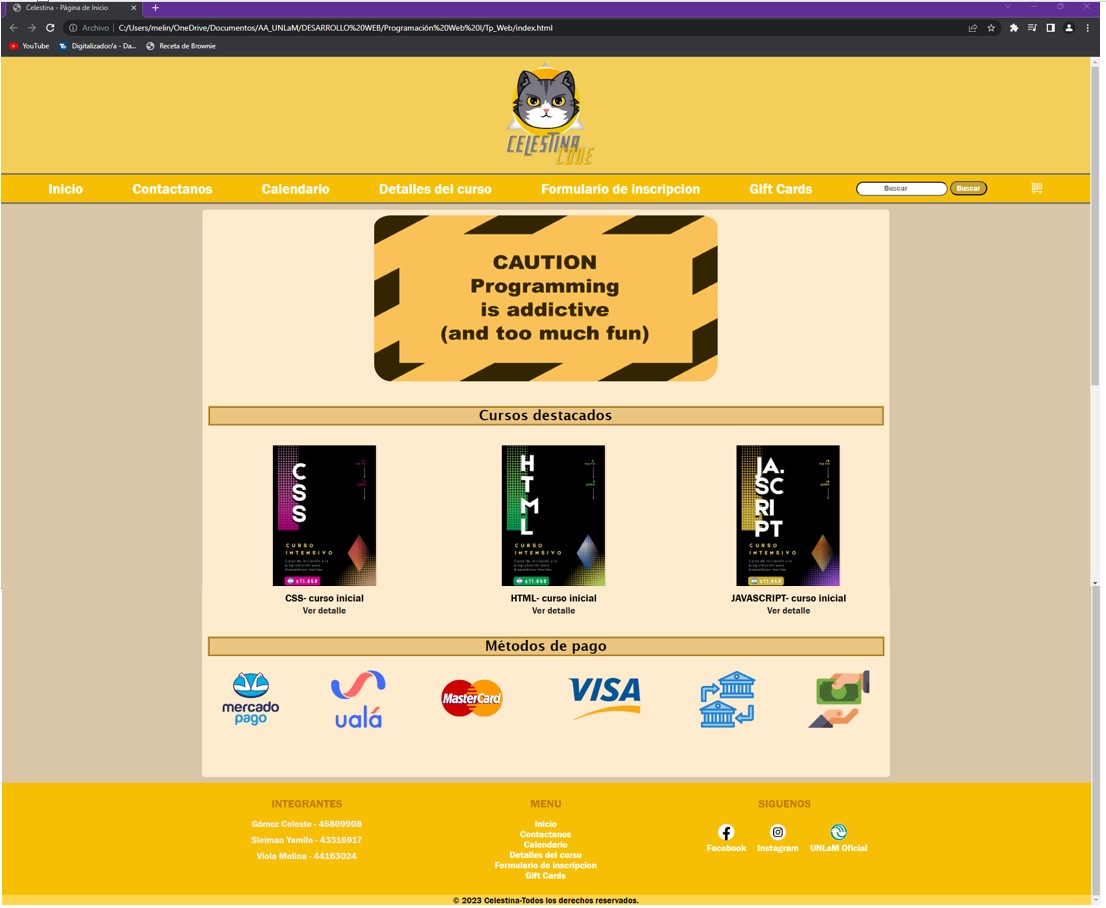 Celestina - Página de Inicio
Archivo C:/Users/melin/OneDrive/Documentos/AA_UNLaM/DESARROLLO%20WEB/Programación%20Web%20I/Tp_Web/index.html
YouTube Digitalizador/a - Da... Receta de Brownie
CELESTINA
CODE
Inicio Contactanos Calendario Detalles del curso Formulario de inscripcion Gift Cards Buscar Buscar
CAUTION
Programming
is addictive
(and too much fun)
Cursos destacados
CSS
HTML
JA.
SC
RI
PT
CURSO
INTENSIVO
CURSO
INTENSIVO
CURSO
INTENSIVO
$11.650
$11.650
$11.650
CSS- curso inicial HTML- curso inicial JAVASCRIPT- curso inicial
Ver detalle Ver detalle Ver detalle
Métodos de pago
mercado
pago
ualá
MasterCard
VISA
INTEGRANTES
Gómez Celeste - 45809908
Sleiman Yamila - 43316917
Viola Melina - 44163024
MENU
Inicio
Contactanos
Calendario
Detalles del curso
Formulario de inscripcion
Gift Cards
SIGUENOS
Facebook Instagram UNLaM Oficial
© 2023 Celestina-Todos los derechos reservados.